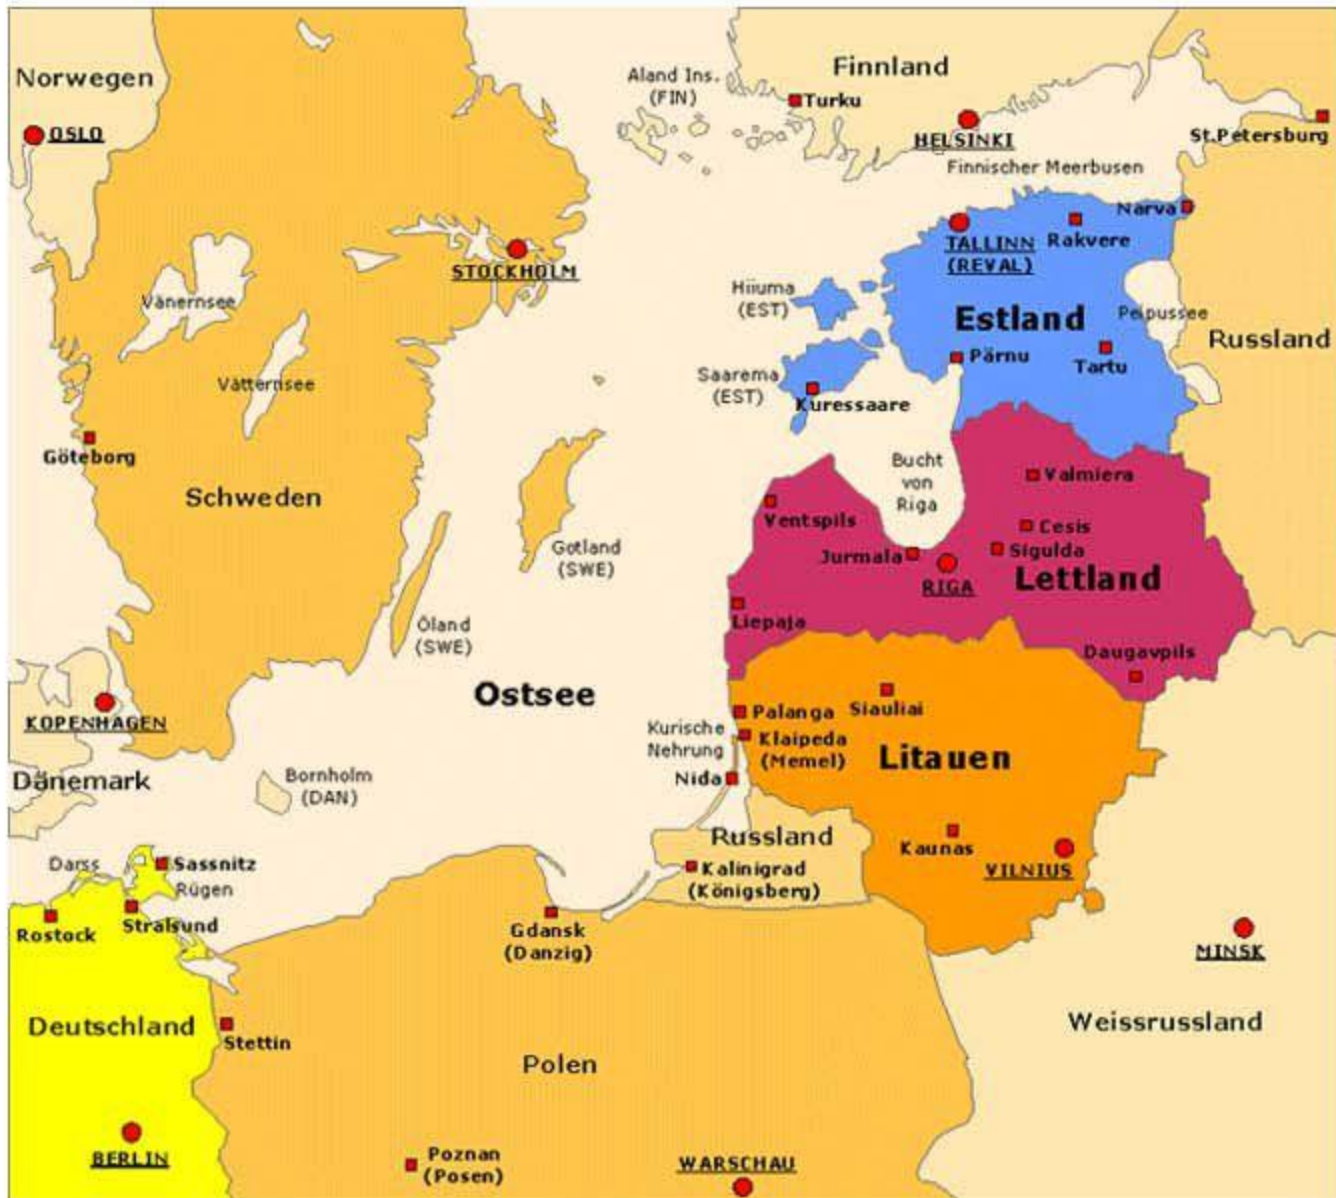 Norwegen
OSLO
Aland Ins.
(FIN)
Finnland
Turku
HELSINKI
St.Petersburg
Finnischer Meerbusen
Narva
TALLINN
(REVAL)
Rakvere
STOCKHOLM
Vänernsee
Hiiuma
(EST)
Estland
Peipussee
Russland
Pärnu
Tartu
Vätternsee
Saarema
(EST)
Kuressaare
Göteborg
Schweden
Bucht
von
Riga
Valmiera
Ventspils
Cesis
Gotland
(SWE)
Jurmala
Sigulda
RIGA
Lettland
Öland
(SWE)
Liepaja
Daugavpils
Ostsee
KOPENHAGEN
Palanga
Siauliai
Kurische
Nehrung
Klaipeda
(Memel)
Litauen
Dänemark
Bornholm
(DAN)
Nida
Russland
Kaunas
VILNIUS
Darss
Sassnitz
Rügen
Kalinigrad
(Königsberg)
Rostock
Stralsund
Gdansk
(Danzig)
MINSK
Deutschland
Stettin
Weissrussland
Polen
BERLIN
Poznan
(Posen)
WARSCHAU